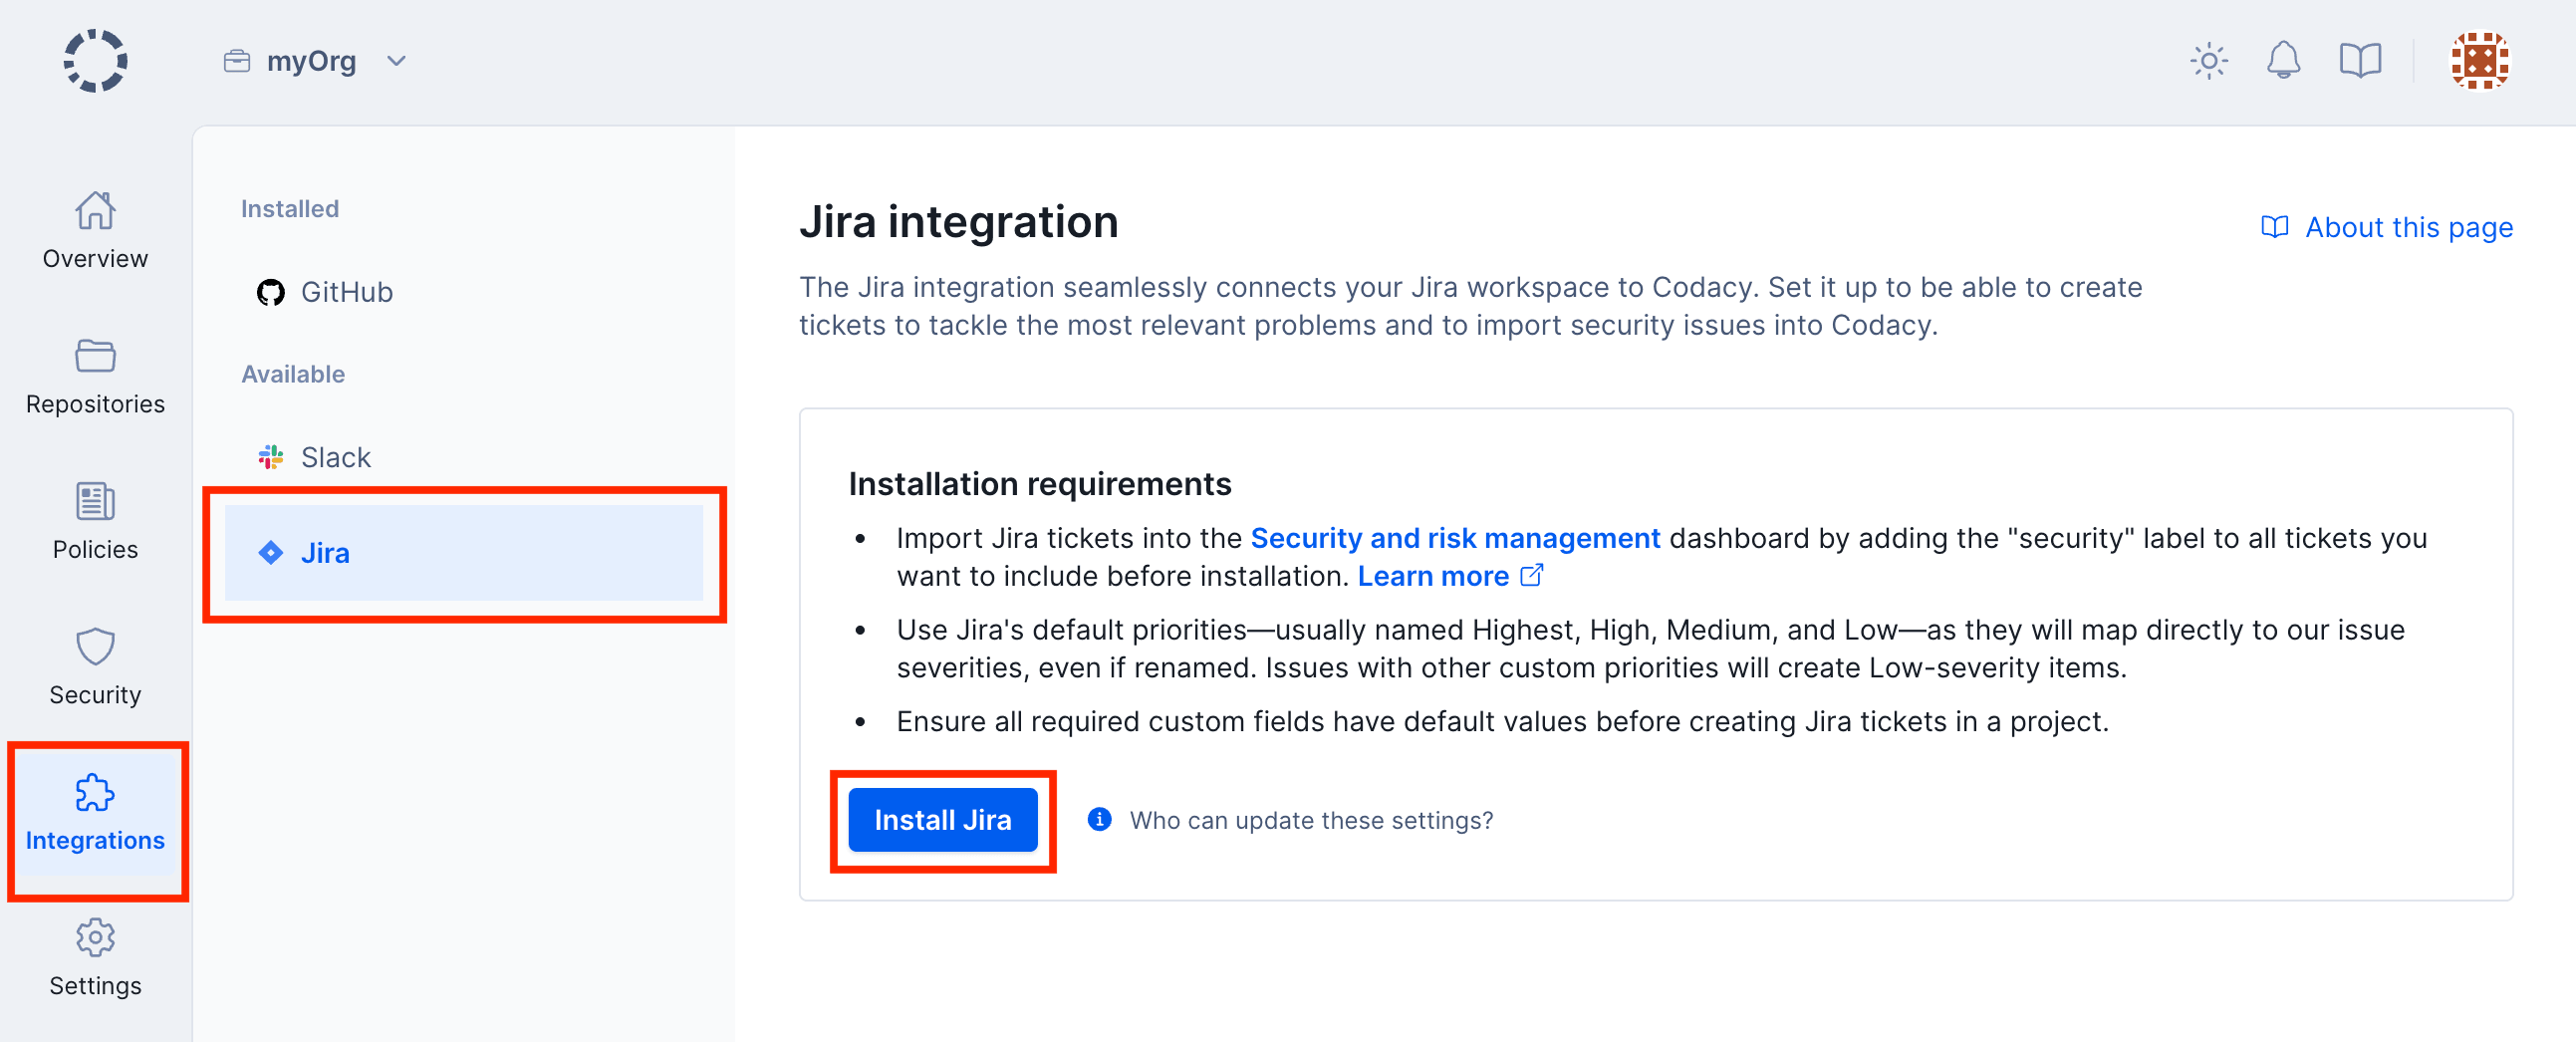 myOrg
Overview
Repositories
Policies
Security
Integrations
Settings
Installed
GitHub
Available
Slack
Jira
Jira integration
About this page
The Jira integration seamlessly connects your Jira workspace to Codacy. Set it up to be able to create
tickets to tackle the most relevant problems and to import security issues into Codacy.
Installation requirements
• Import Jira tickets into the Security and risk management dashboard by adding the "security" label to all tickets you
want to include before installation. Learn more
• Use Jira's default priorities—usually named Highest, High, Medium, and Low—as they will map directly to our issue
severities, even if renamed. Issues with other custom priorities will create Low-severity items.
• Ensure all required custom fields have default values before creating Jira tickets in a project.
Install Jira
Who can update these settings?